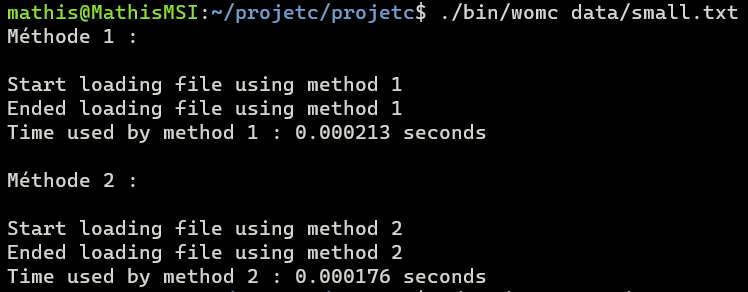 mathis@MathisMSI:~/projetc/projetc$ ./bin/womc data/small.txt
Méthode 1 :
Start loading file using method 1
Ended loading file using method 1
Time used by method 1 : 0.000213 seconds
Méthode 2 :
Start loading file using method 2
Ended loading file using method 2
Time used by method 2 : 0.000176 seconds